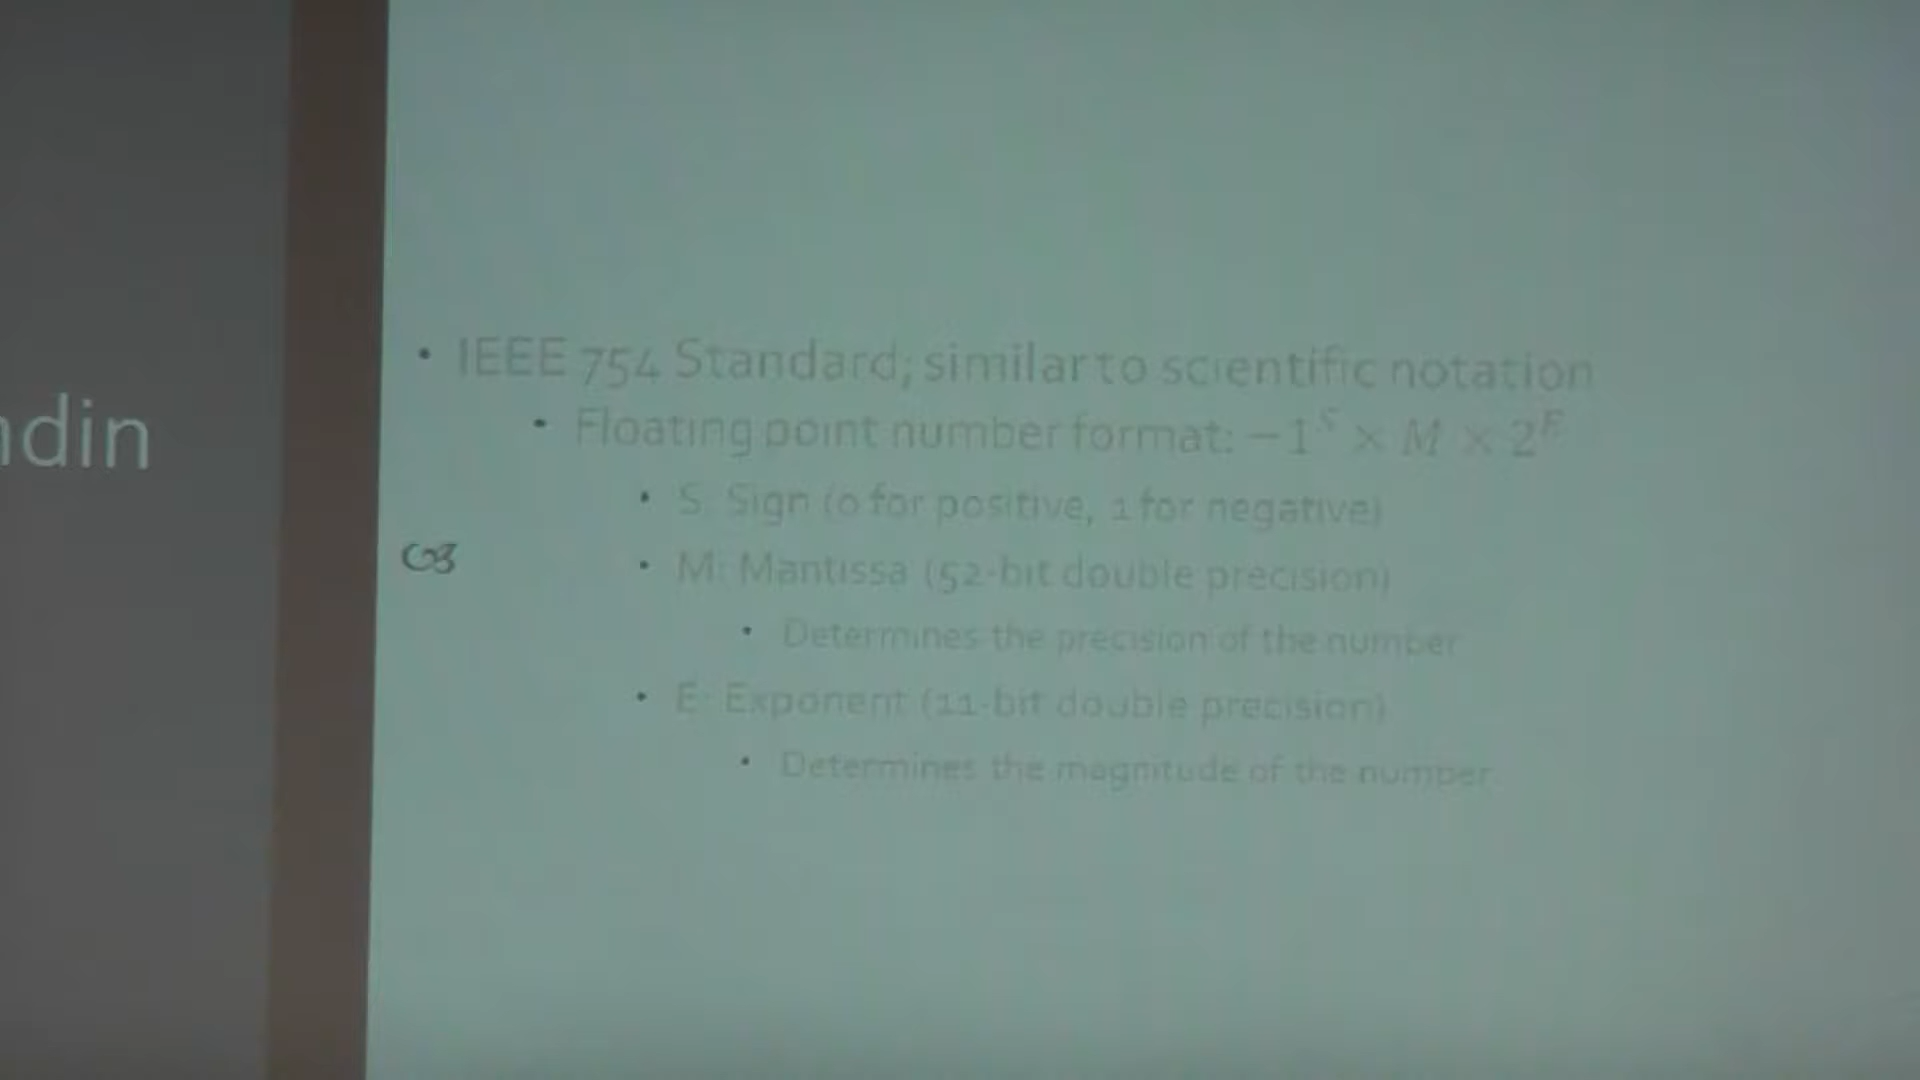 ndin
• IEEE 754 Standard; similar to scientific notation
• Floating point number format: −1^S × M × 2^E
• S: Sign (0 for positive, 1 for negative)
• M: Mantissa (52-bit double precision)
• Determines the precision of the number
• E: Exponent (11-bit double precision)
• Determines the magnitude of the number